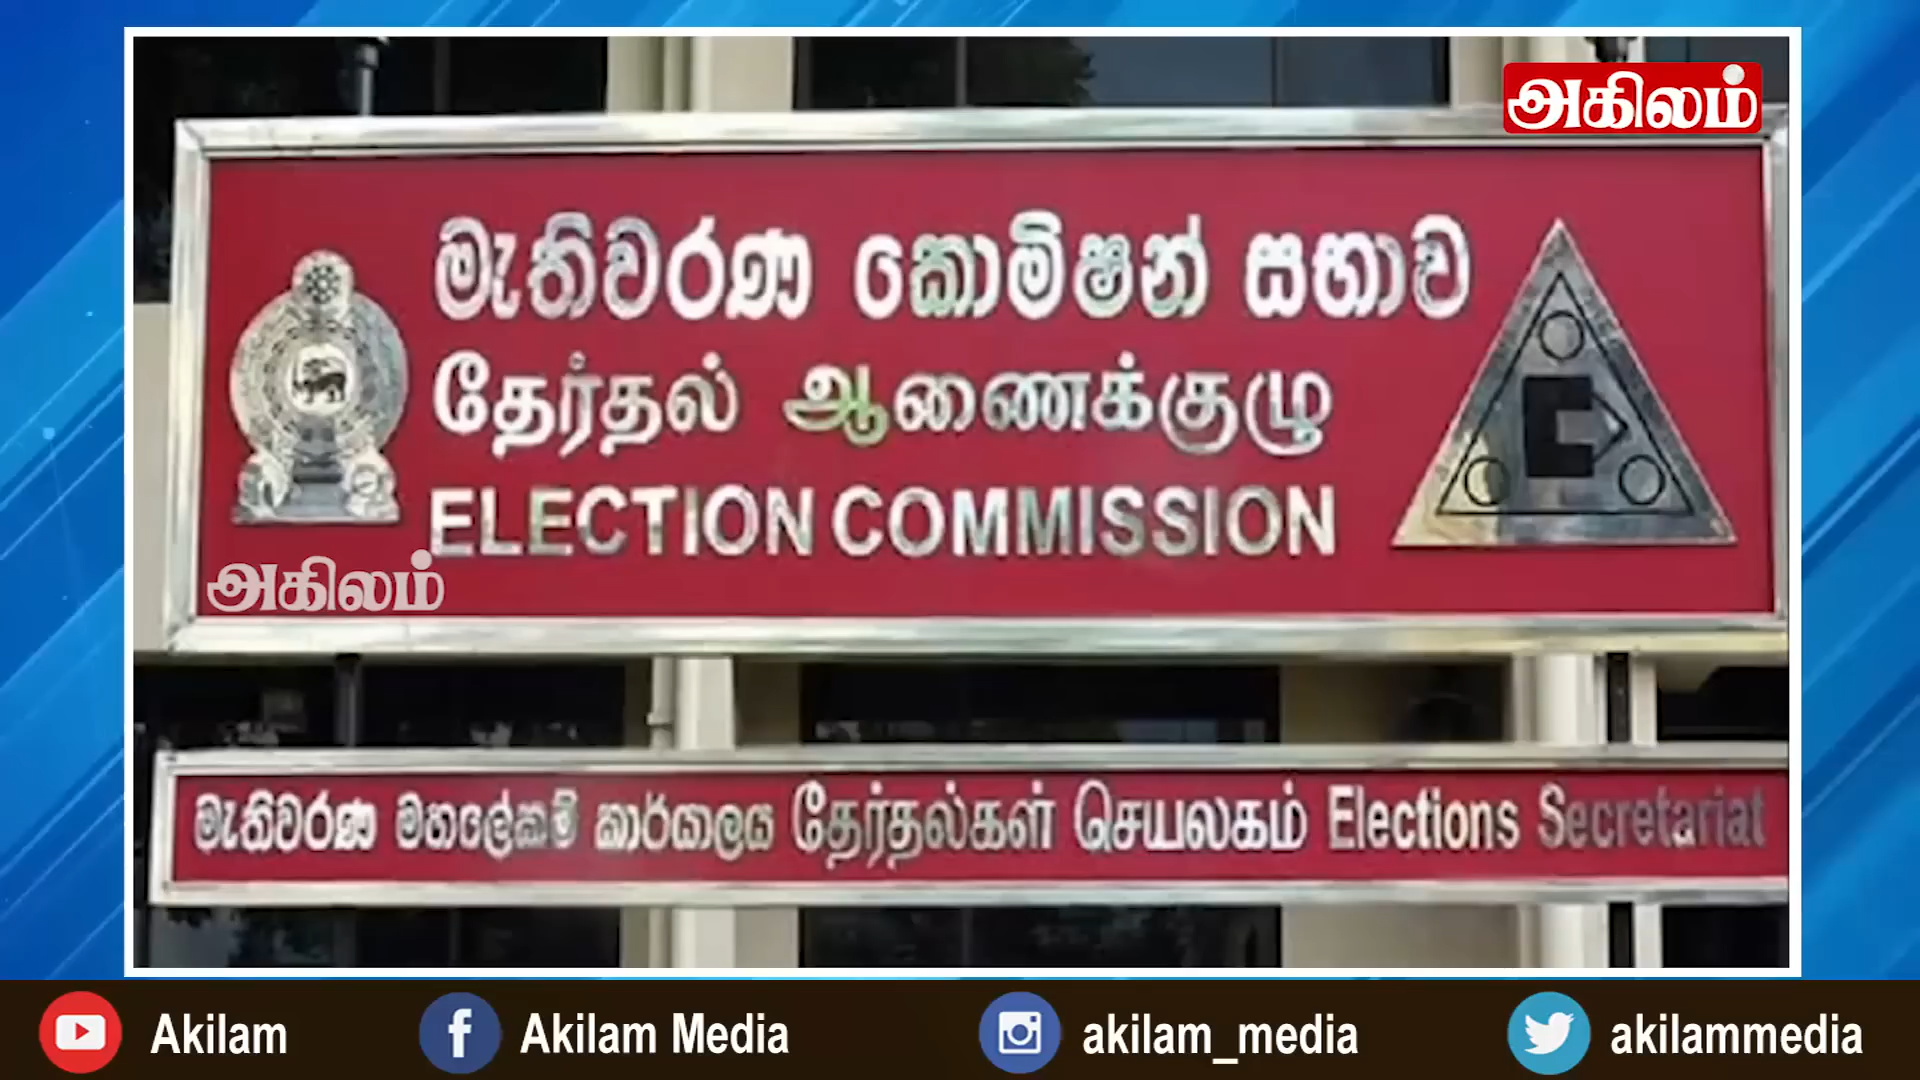 அகிலம்
මැතිවරණ කොමිෂන් සභාව
தேர்தல் ஆணைக்குழு
ELECTION COMMISSION
அகிலம்
මැතිවරණ මහලේකම් කාර්යාලය தேர்தல்கள் செயலகம் Elections Secretariat
Akilam Akilam Media akilam_media akilammedia